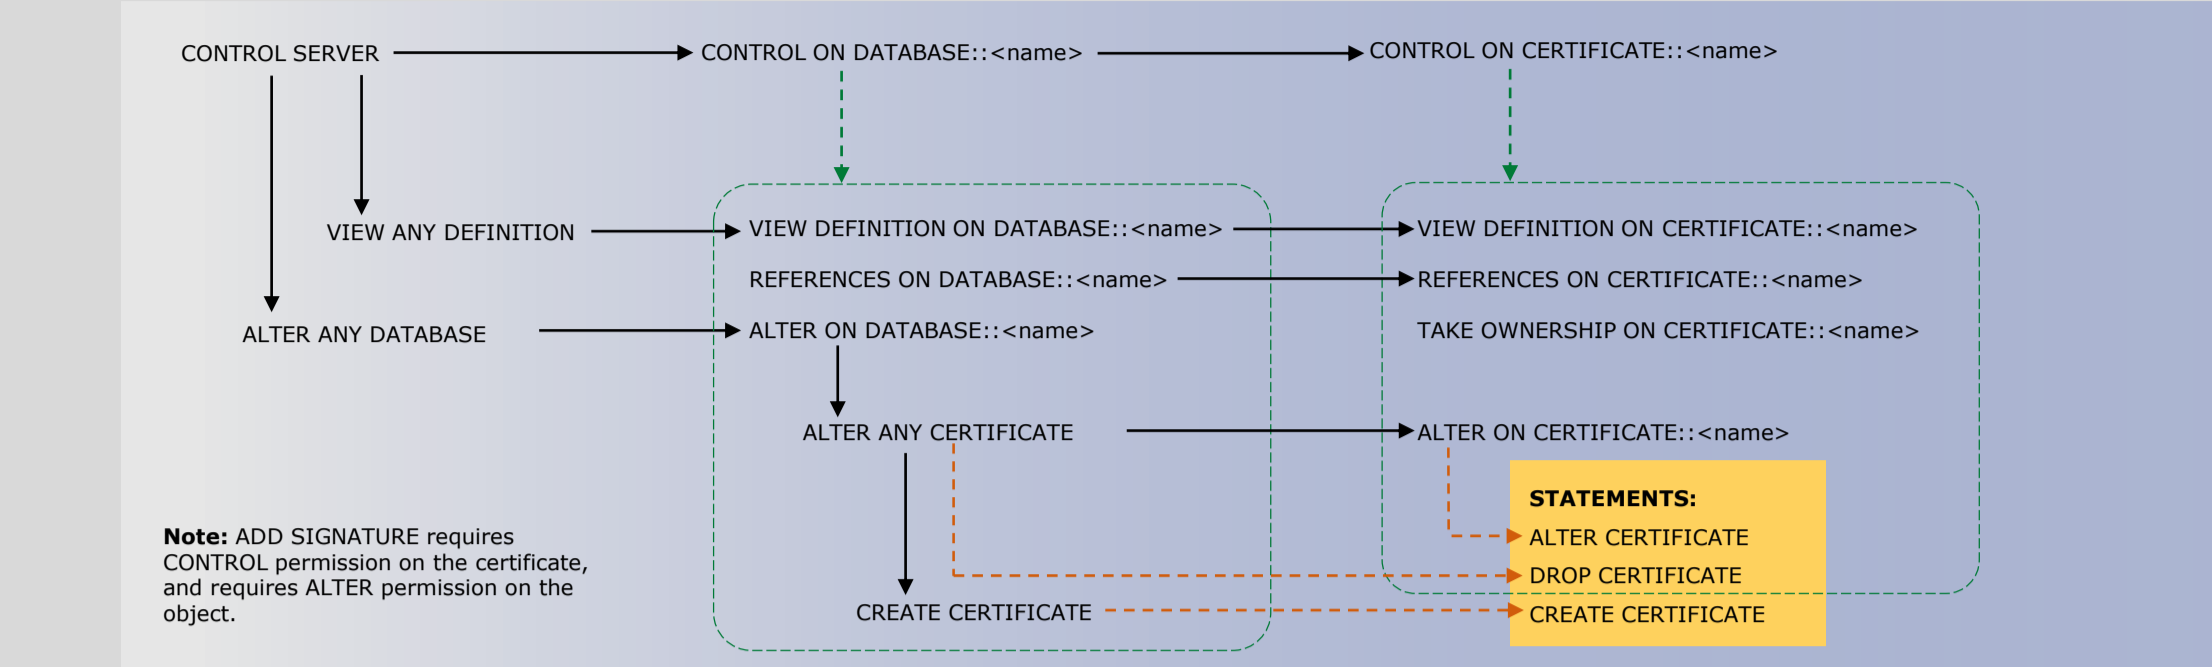 CONTROL SERVER
CONTROL ON DATABASE::<name>
CONTROL ON CERTIFICATE::<name>
VIEW ANY DEFINITION
VIEW DEFINITION ON DATABASE::<name>
VIEW DEFINITION ON CERTIFICATE::<name>
REFERENCES ON DATABASE::<name>
REFERENCES ON CERTIFICATE::<name>
ALTER ANY DATABASE
ALTER ON DATABASE::<name>
TAKE OWNERSHIP ON CERTIFICATE::<name>
ALTER ANY CERTIFICATE
ALTER ON CERTIFICATE::<name>
STATEMENTS:
ALTER CERTIFICATE
DROP CERTIFICATE
CREATE CERTIFICATE
CREATE CERTIFICATE
Note: ADD SIGNATURE requires
CONTROL permission on the certificate,
and requires ALTER permission on the
object.